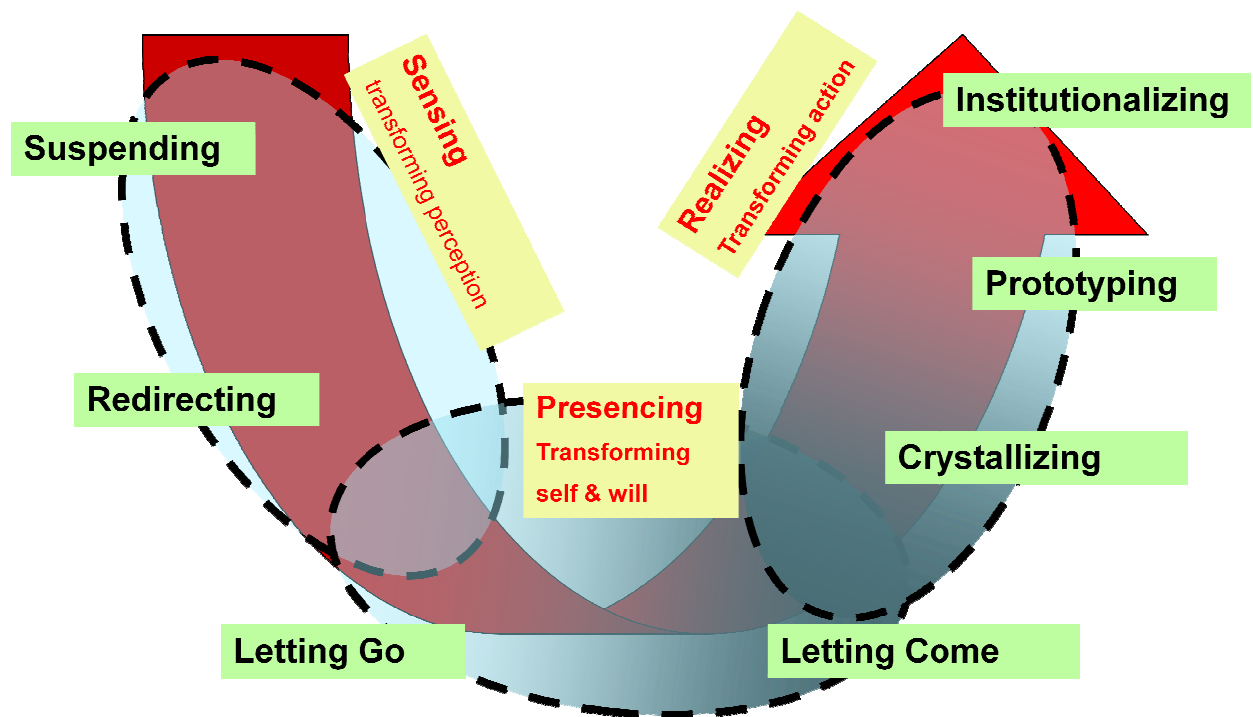 Suspending
Redirecting
Letting Go
Sensing
transforming perception
Presencing
Transforming
self & will
Realizing
Transforming action
Letting Come
Crystallizing
Prototyping
Institutionalizing